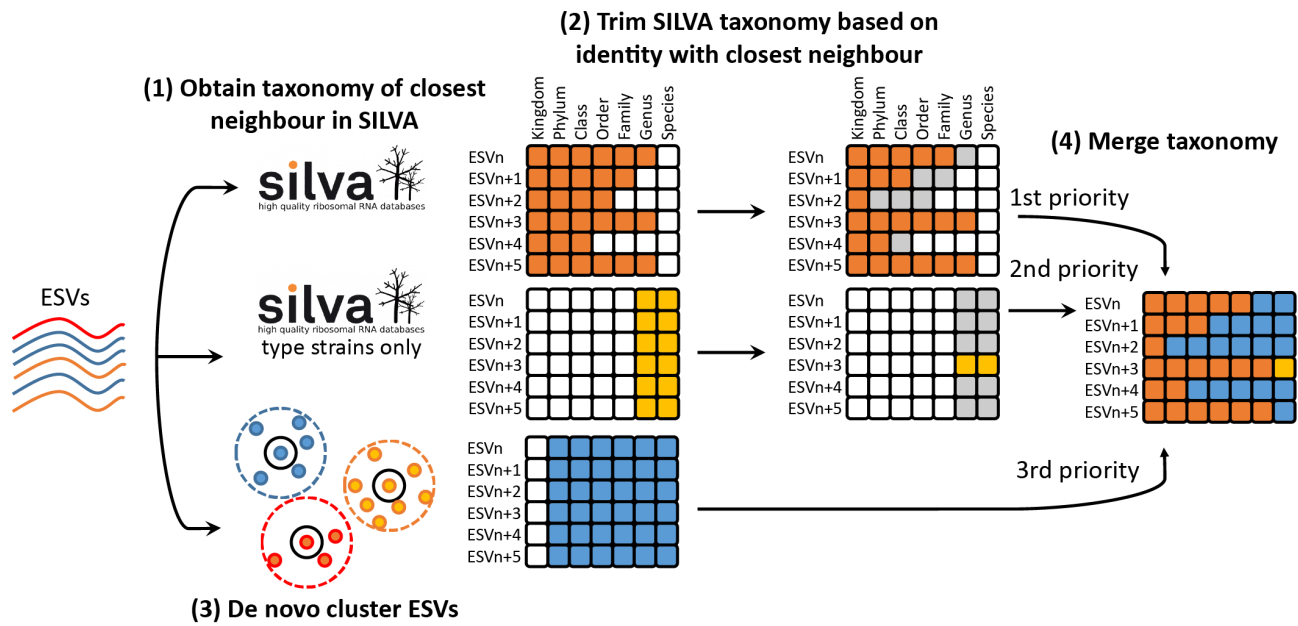 (2) Trim SILVA taxonomy based on
identity with closest neighbour
(1) Obtain taxonomy of closest
neighbour in SILVA
Kingdom
Phylum
Class
Order
Family
Genus
Species
Kingdom
Phylum
Class
Order
Family
Genus
Species
(4) Merge taxonomy
silva
high quality ribosomal RNA databases
ESVn
ESVn+1
ESVn+2
ESVn+3
ESVn+4
ESVn+5
ESVn
ESVn+1
ESVn+2
ESVn+3
ESVn+4
ESVn+5
1st priority
2nd priority
ESVs
silva
high quality ribosomal RNA databases
type strains only
ESVn
ESVn+1
ESVn+2
ESVn+3
ESVn+4
ESVn+5
ESVn
ESVn+1
ESVn+2
ESVn+3
ESVn+4
ESVn+5
ESVn
ESVn+1
ESVn+2
ESVn+3
ESVn+4
ESVn+5
ESVn
ESVn+1
ESVn+2
ESVn+3
ESVn+4
ESVn+5
3rd priority
(3) De novo cluster ESVs